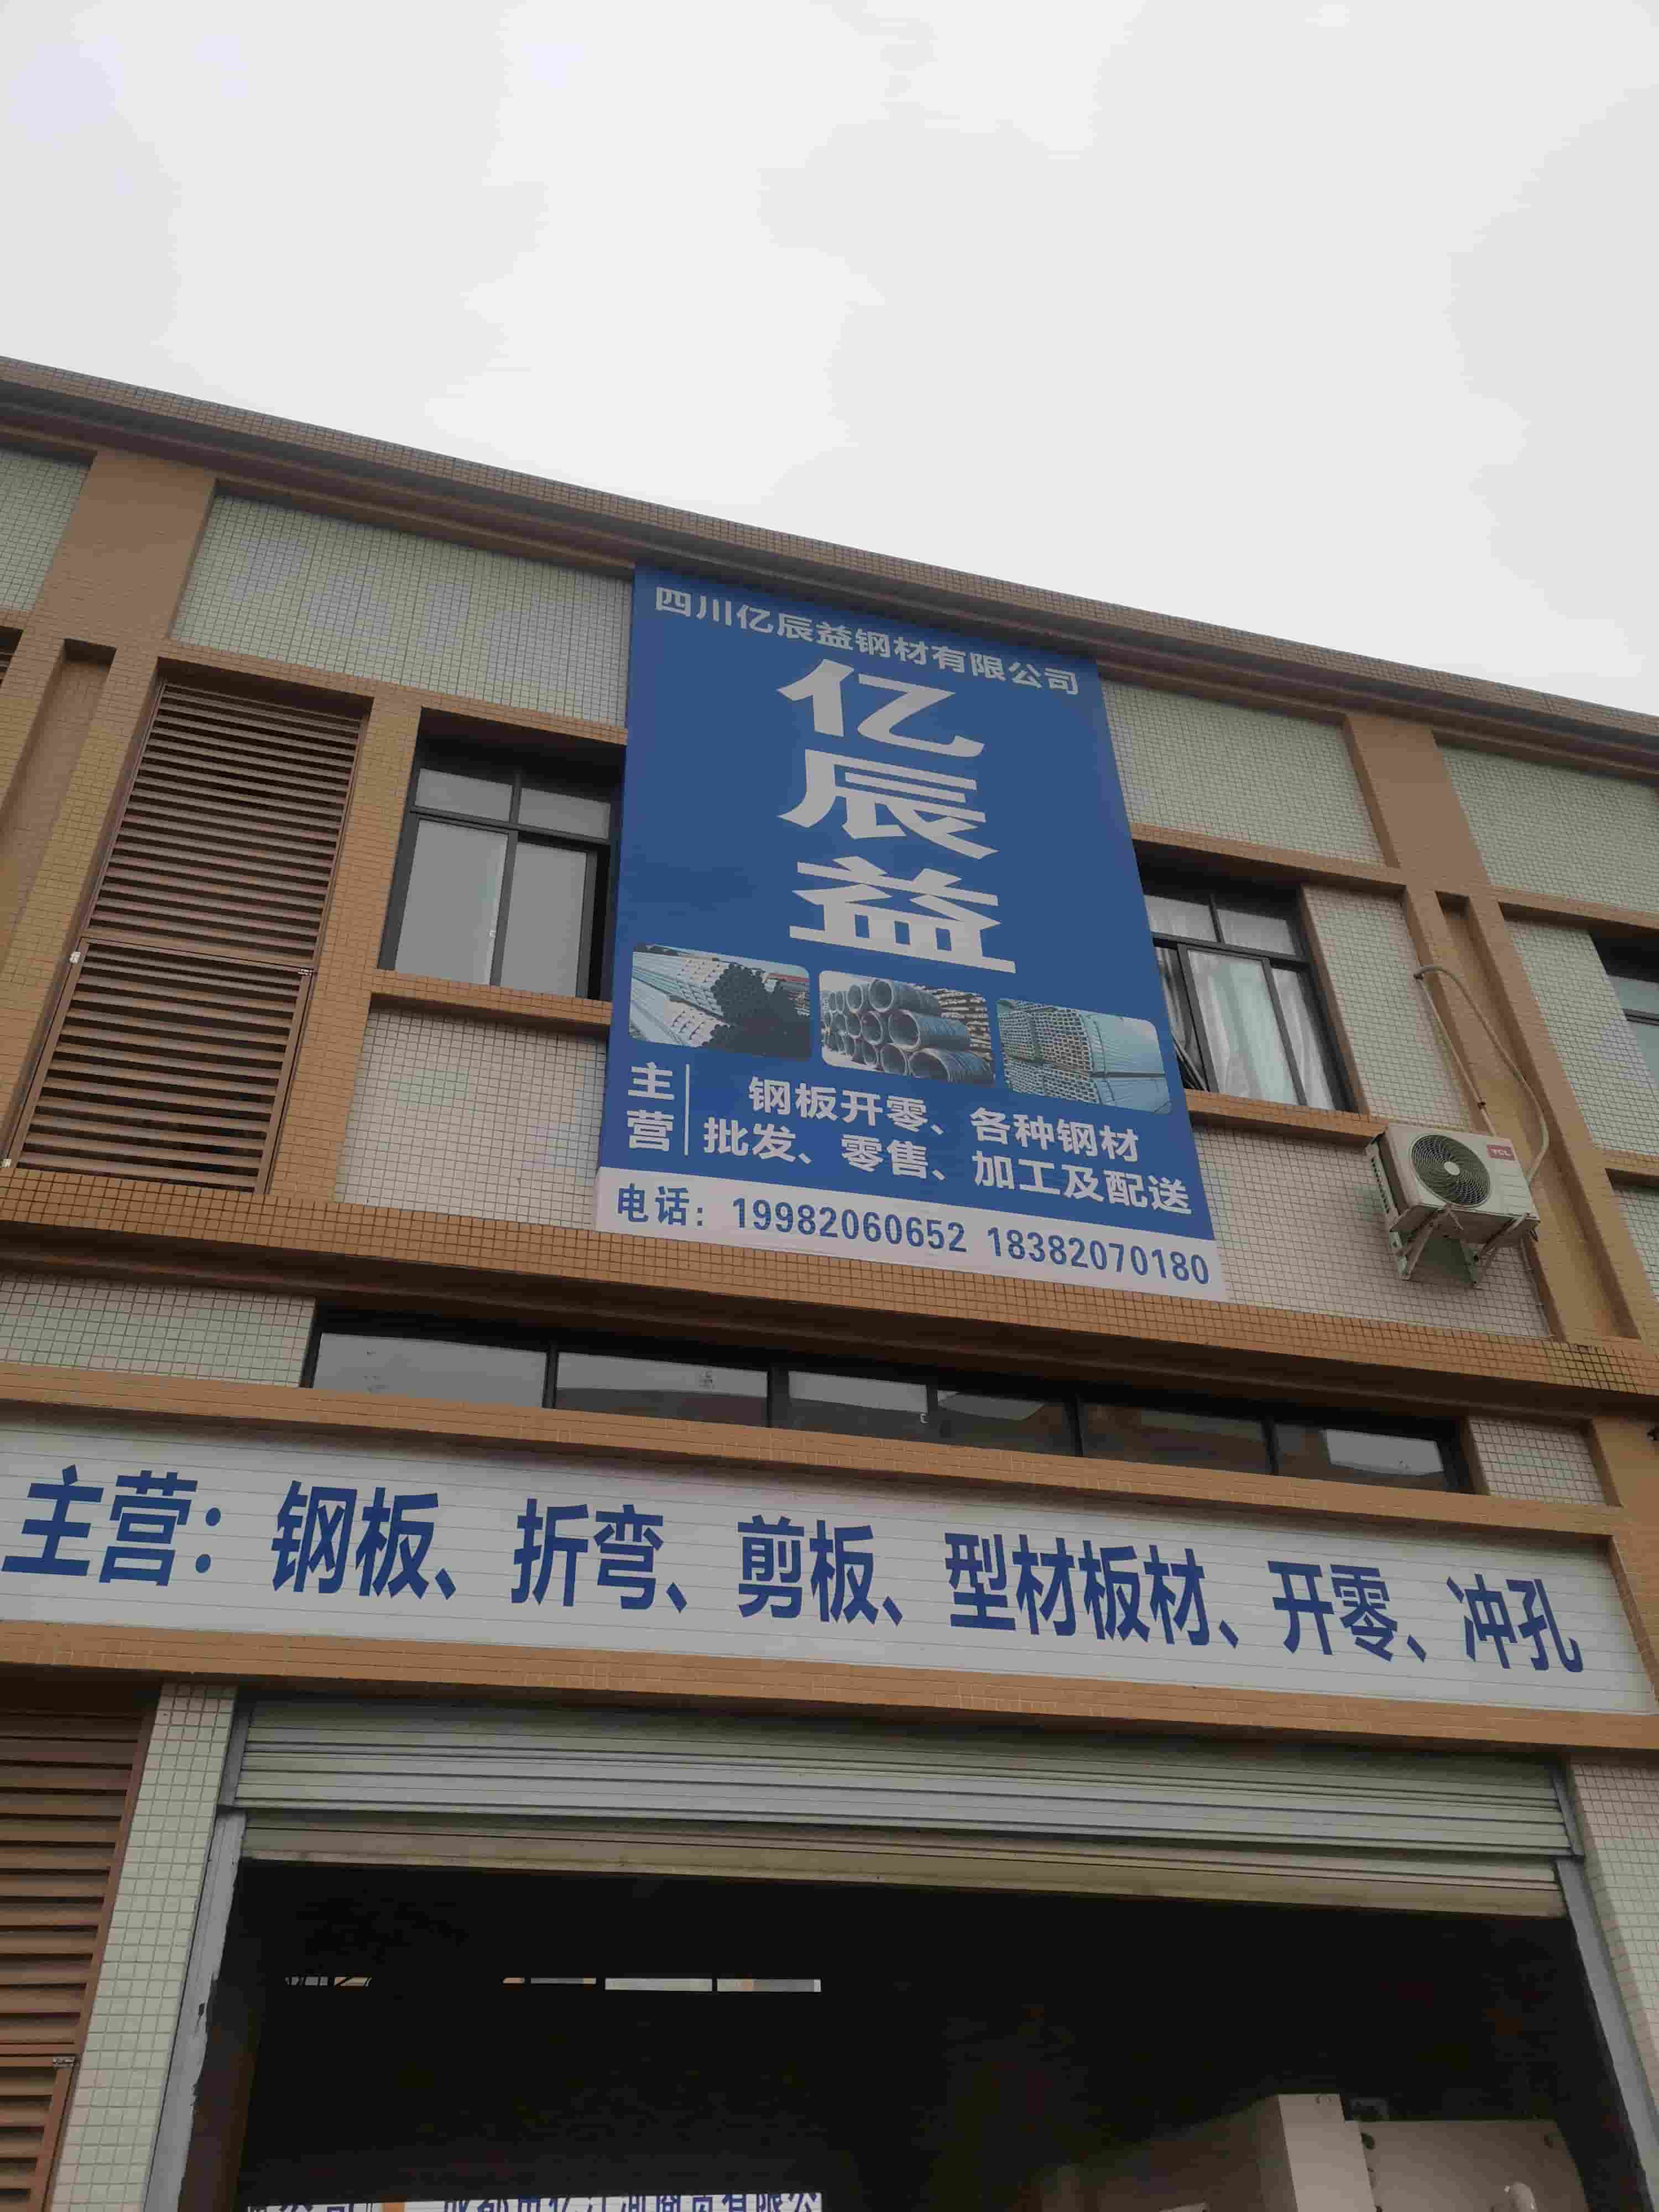 四川亿辰益钢材有限公司
亿
辰
益
主营
钢板开零、各种钢材
批发、零售、加工及配送
电话：19982060652 18382070180
TCL
主营：钢板、折弯、剪板、型材板材、开零、冲孔